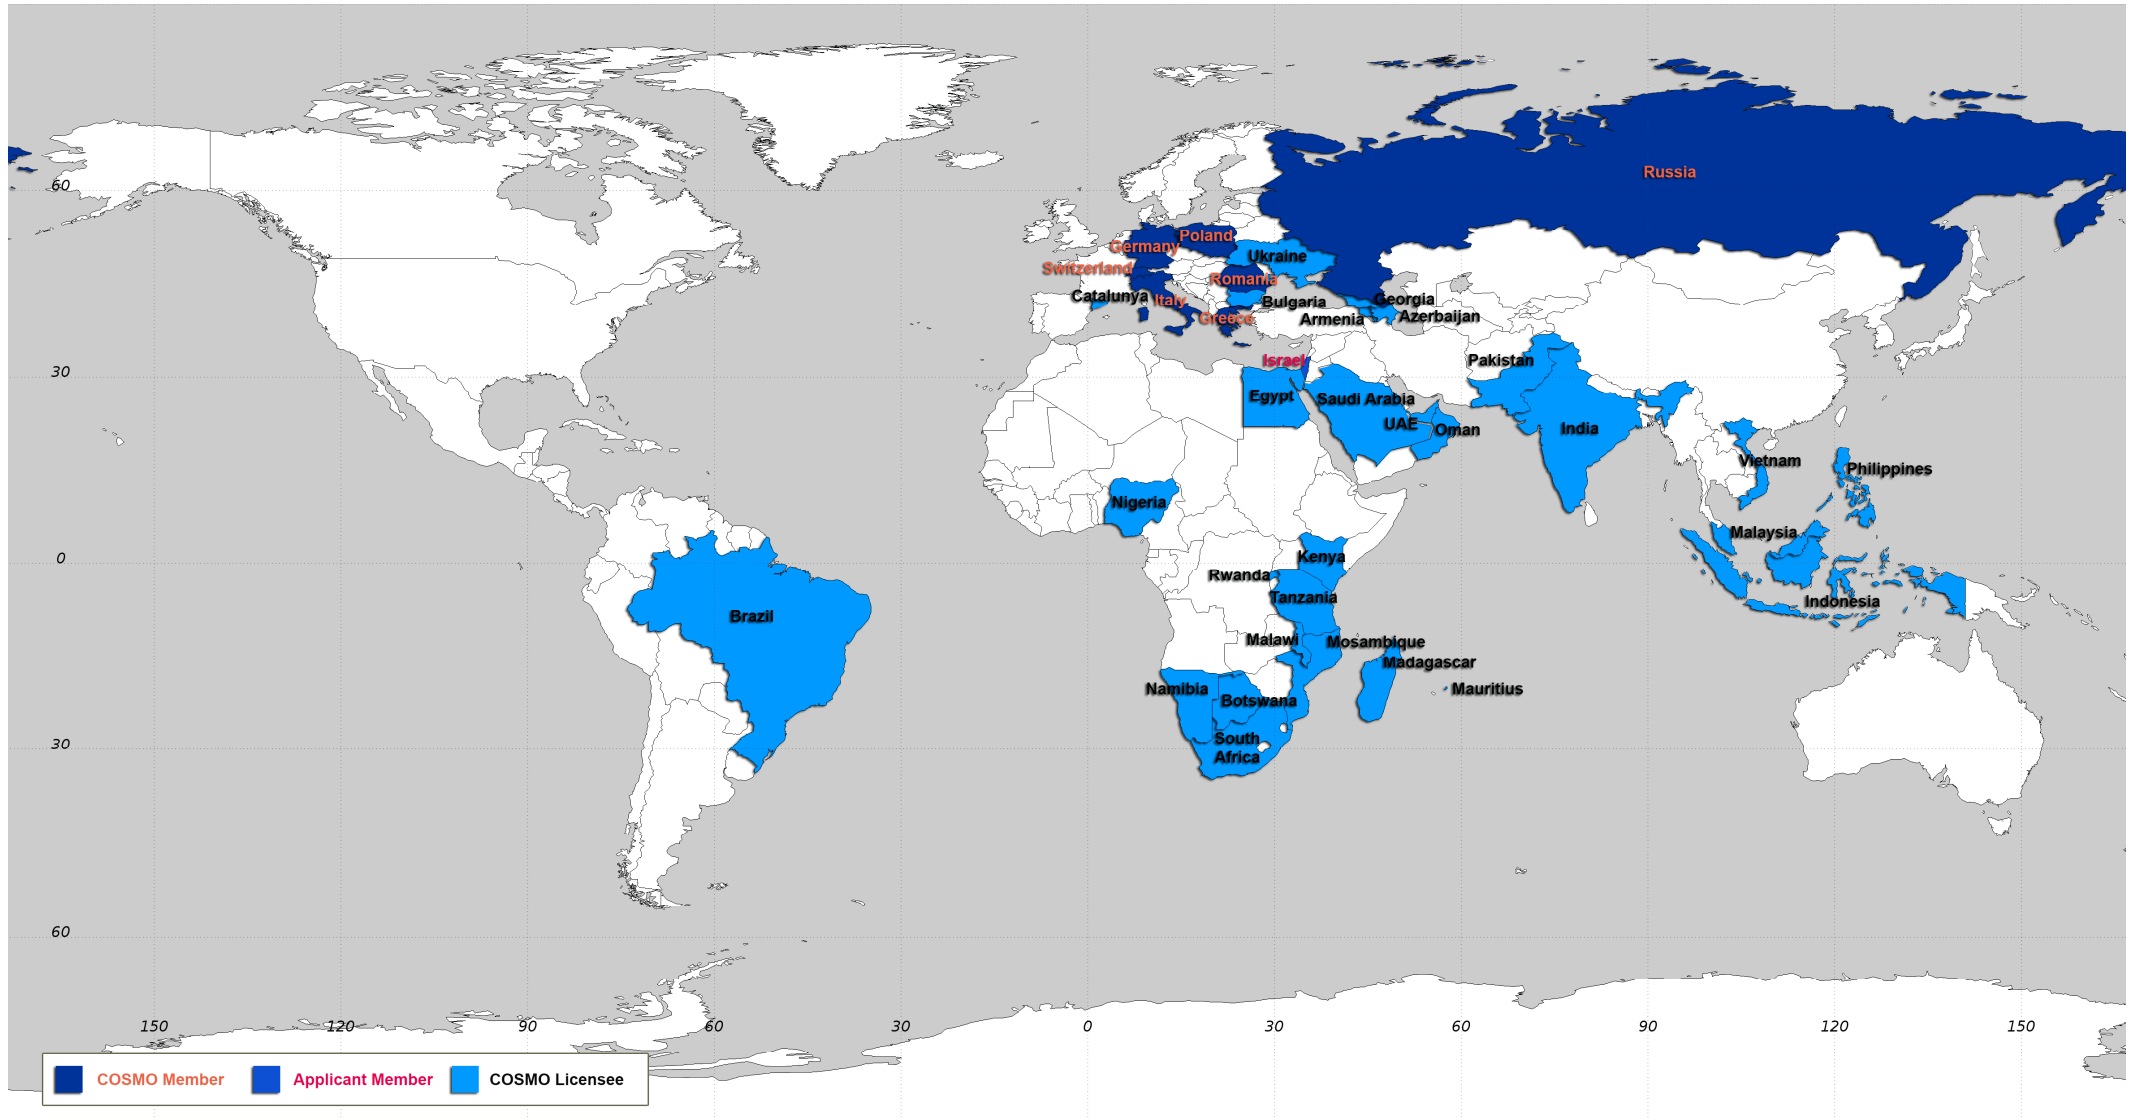 Russia
60
Poland
Germany
Ukraine
Switzerland
Romania
Catalunya
Italy
Bulgaria
Georgia
Greece
Armenia
Azerbaijan
Israel
Pakistan
30
Egypt
Saudi Arabia
UAE
Oman
India
Vietnam
Philippines
Nigeria
Malaysia
0
Kenya
Rwanda
Tanzania
Indonesia
Brazil
Malawi
Mosambique
Madagascar
Namibia
Mauritius
Botswana
30
South
Africa
60
150 120 90 60 30 0 30 60 90 120 150
COSMO Member Applicant Member COSMO Licensee